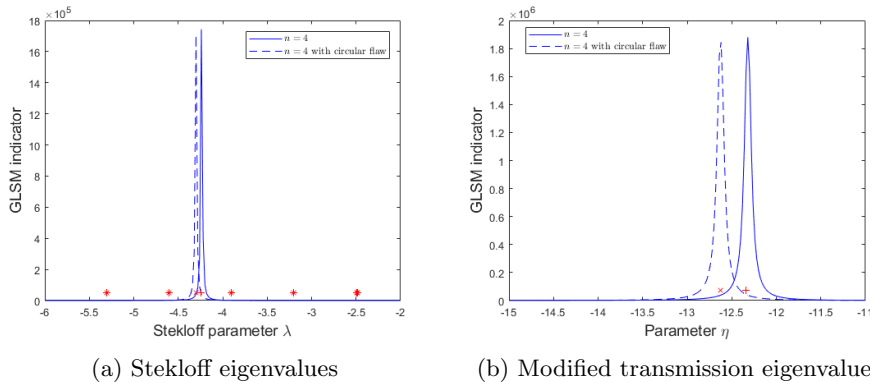 ×10^5
18
16
14
12
10
8
6
4
2
0
GLSM indicator
n = 4
n = 4 with circular flaw
-6 -5.5 -5 -4.5 -4 -3.5 -3 -2.5 -2
Stekloff parameter λ
(a) Stekloff eigenvalues
×10^6
2
1.8
1.6
1.4
1.2
1
0.8
0.6
0.4
0.2
0
GLSM indicator
n = 4
n = 4 with circular flaw
-15 -14.5 -14 -13.5 -13 -12.5 -12 -11.5 -11
Parameter η
(b) Modified transmission eigenvalue